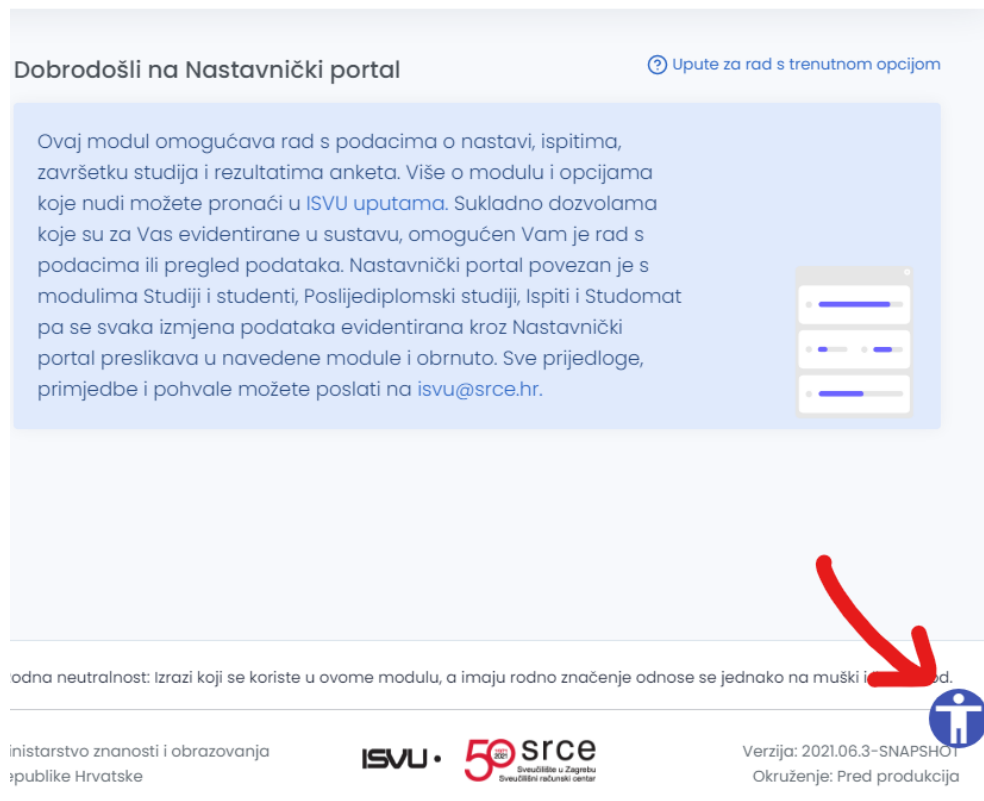 Dobrodošli na Nastavnički portal
Upute za rad s trenutnom opcijom
Ovaj modul omogućava rad s podacima o nastavi, ispitima,
završetku studija i rezultatima anketa. Više o modulu i opcijama
koje nudi možete pronaći u ISVU uputama. Sukladno dozvolama
koje su za Vas evidentirane u sustavu, omogućen Vam je rad s
podacima ili pregled podataka. Nastavnički portal povezan je s
modulima Studiji i studenti, Poslijediplomski studiji, Ispiti i Studomat
pa se svaka izmjena podataka evidentirana kroz Nastavnički
portal preslikava u navedene module i obrnuto. Sve prijedloge,
primjedbe i pohvale možete poslati na isvu@srce.hr.
odna neutralnost: Izrazi koji se koriste u ovome modulu, a imaju rodno značenje odnose se jednako na muški i od.
inistarstvo znanosti i obrazovanja
epublike Hrvatske
ISVU
50 srce
Sveučilište u Zagrebu
Sveučilišni računski centar
Verzija: 2021.06.3-SNAPSHOT
Okruženje: Pred produkcija